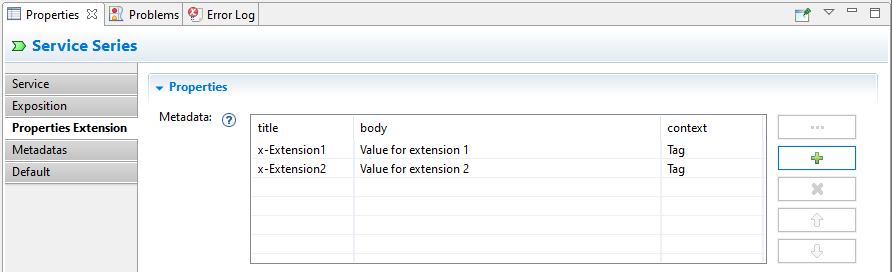 Properties Problems Error Log
Service Series
Service
Exposition
Properties Extension
Metadatas
Default
Properties
Metadata: ?
title body context
x-Extension1 Value for extension 1 Tag
x-Extension2 Value for extension 2 Tag
...